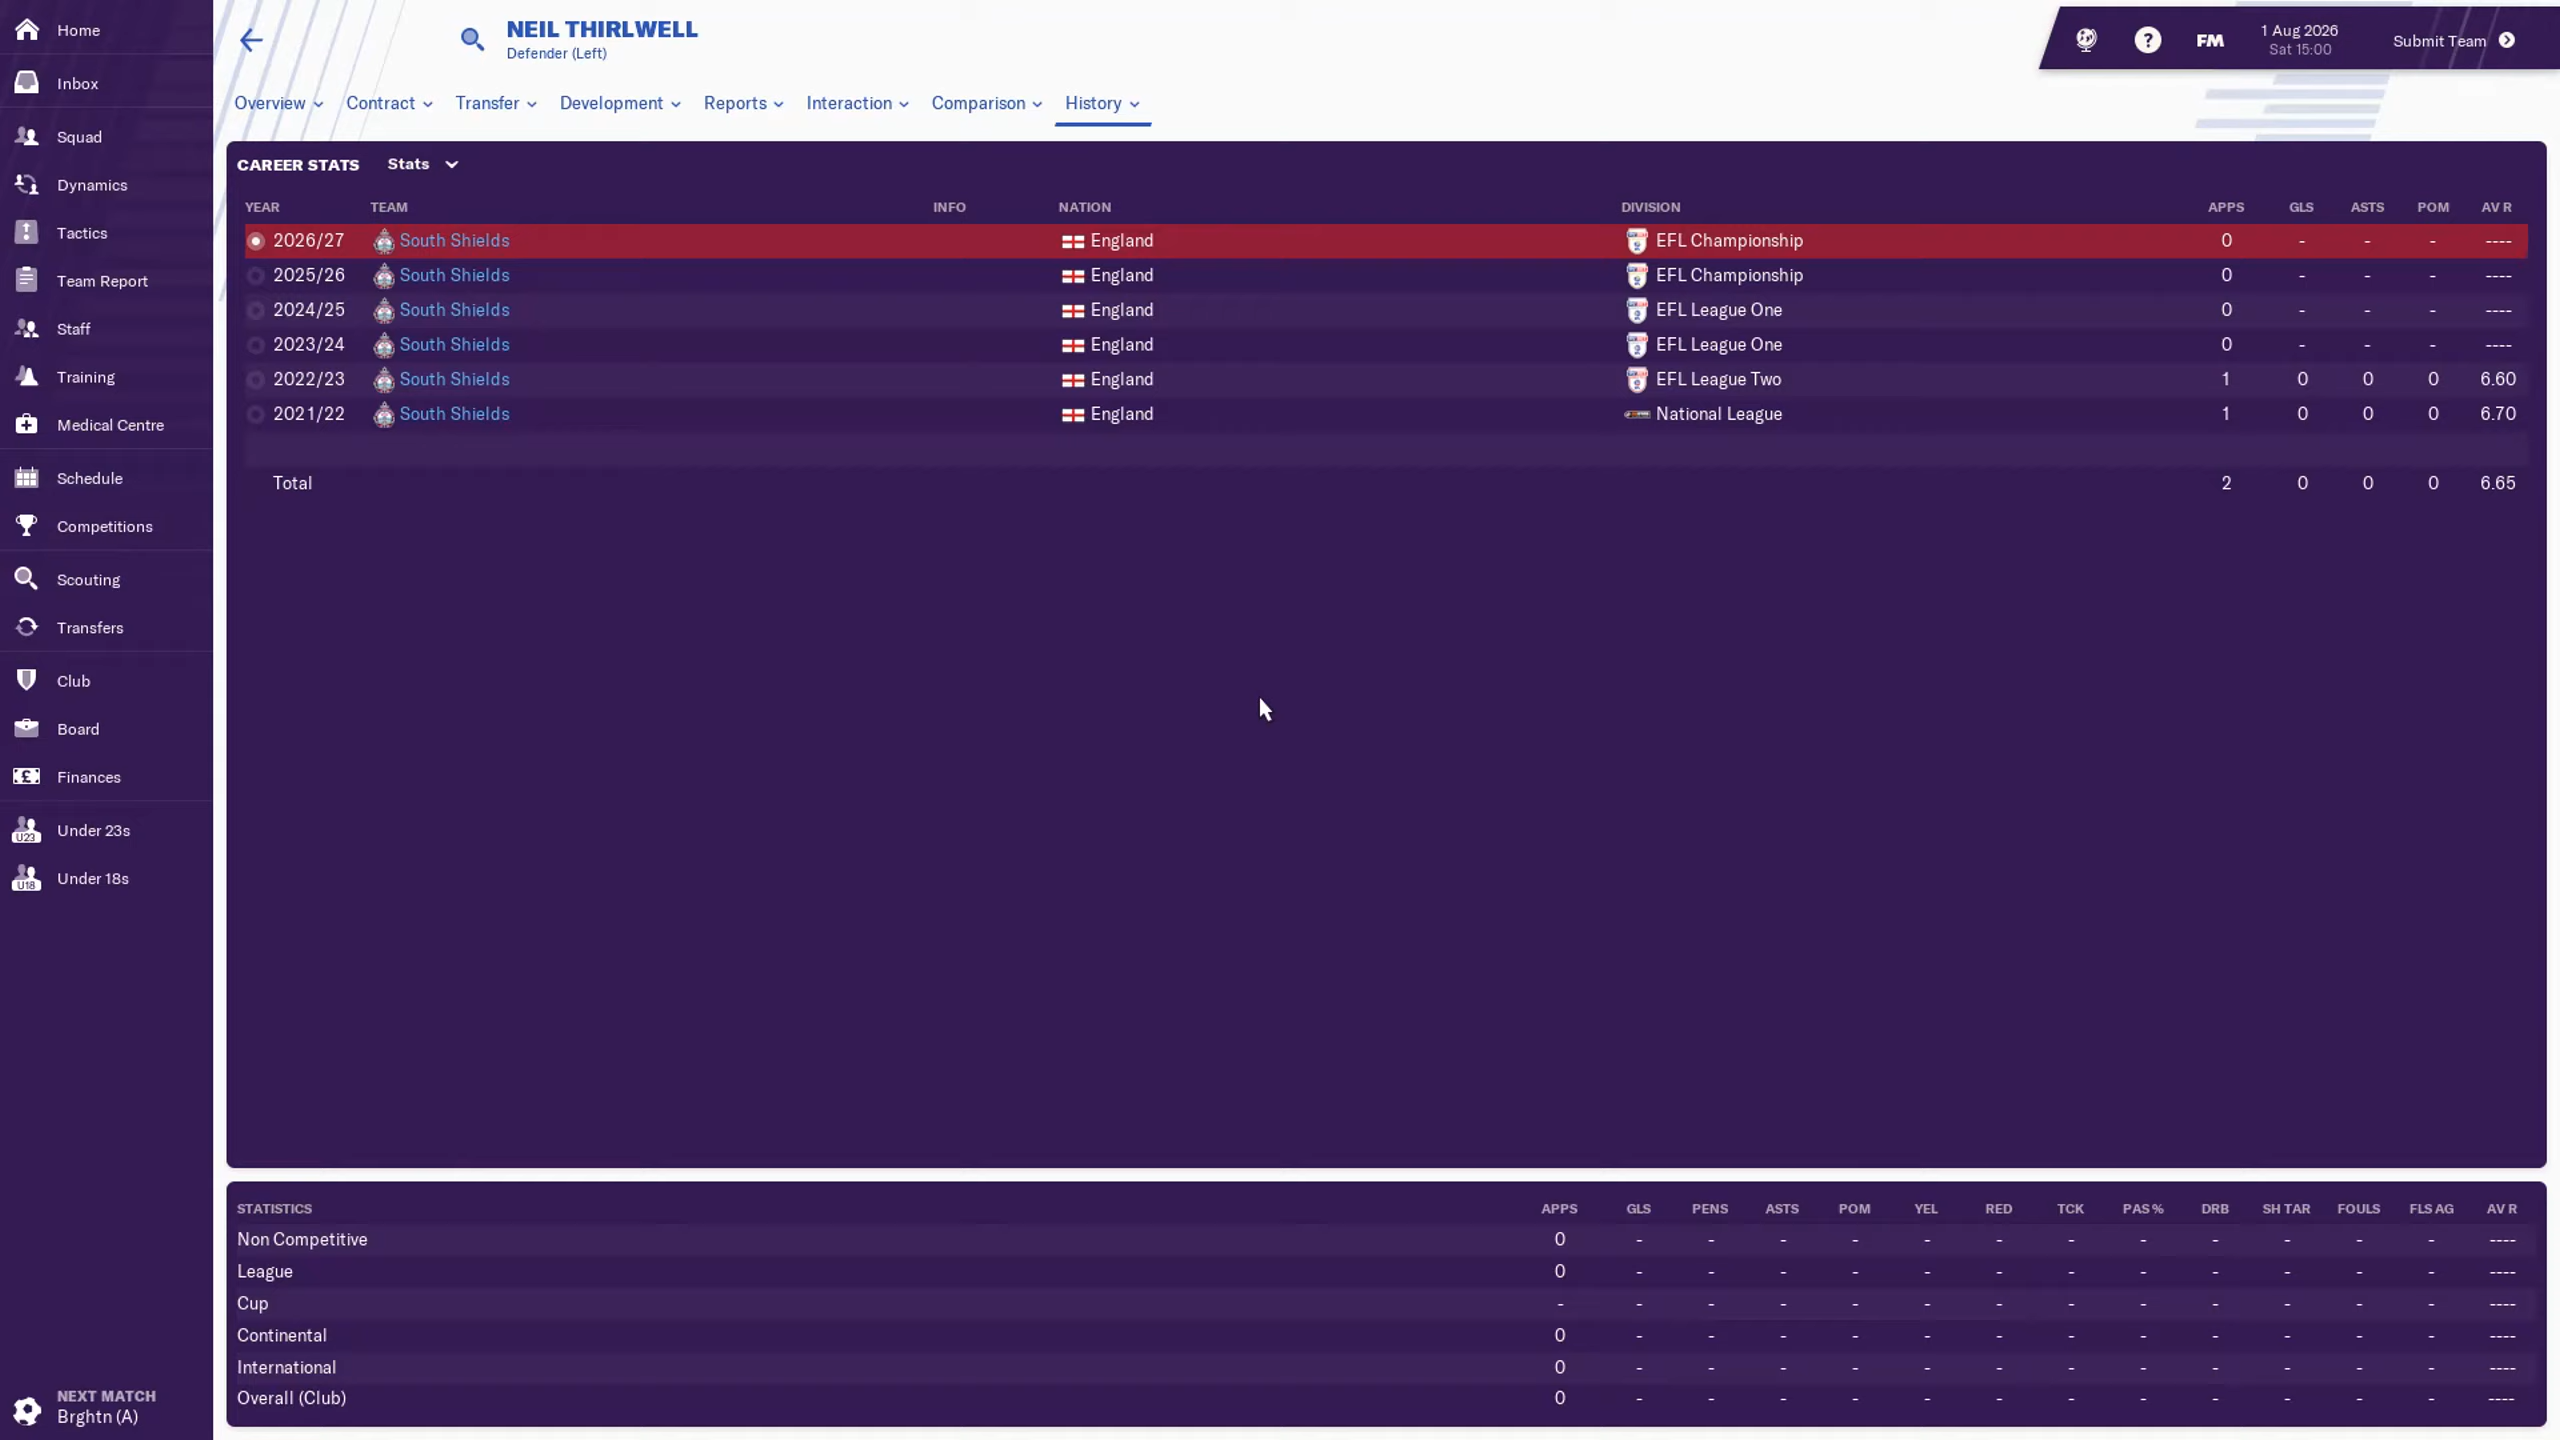 Home
Inbox
Squad
Dynamics
Tactics
Team Report
Staff
Training
Medical Centre
Schedule
Competitions
Scouting
Transfers
Club
Board
Finances
U23 Under 23s
U18 Under 18s
NEXT MATCH
Brghtn (A)
NEIL THIRLWELL
Defender (Left)
? FM 1 Aug 2026 Submit Team
Sat 15:00
Overview Contract Transfer Development Reports Interaction Comparison History
CAREER STATS Stats
YEAR TEAM INFO NATION DIVISION APPS GLS ASTS POM AV R
2026/27 South Shields England EFL Championship 0 - - - ----
2025/26 South Shields England EFL Championship 0 - - - ----
2024/25 South Shields England EFL League One 0 - - - ----
2023/24 South Shields England EFL League One 0 - - - ----
2022/23 South Shields England EFL League Two 1 0 0 0 6.60
2021/22 South Shields England National League 1 0 0 0 6.70
Total 2 0 0 0 6.65
STATISTICS APPS GLS PENS ASTS POM YEL RED TCK PAS % DRB SH TAR FOULS FLS AG AV R
Non Competitive 0 - - - - - - - - - - - - ----
League 0 - - - - - - - - - - - - ----
Cup - - - - - - - - - - - - - ----
Continental 0 - - - - - - - - - - - - ----
International 0 - - - - - - - - - - - - ----
Overall (Club) 0 - - - - - - - - - - - - ----